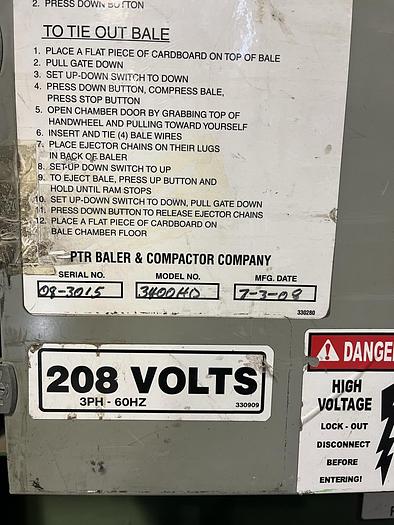 2. PRESS DOWN BUTTON
TO TIE OUT BALE
1. PLACE A FLAT PIECE OF CARDBOARD ON TOP OF BALE
2. PULL GATE DOWN
3. SET UP-DOWN SWITCH TO DOWN
4. PRESS DOWN BUTTON, COMPRESS BALE,
PRESS STOP BUTTON
5. OPEN CHAMBER DOOR BY GRABBING TOP OF
HANDWHEEL AND PULLING TOWARD YOURSELF
6. INSERT AND TIE (4) BALE WIRES
7. PLACE EJECTOR CHAINS ON THEIR LUGS
IN BACK OF BALER
8. SET UP-DOWN SWITCH TO UP
9. TO EJECT BALE, PRESS UP BUTTON AND
HOLD UNTIL RAM STOPS
10. SET UP-DOWN SWITCH TO DOWN, PULL GATE DOWN
11. PRESS DOWN BUTTON TO RELEASE EJECTOR CHAINS
12. PLACE A FLAT PIECE OF CARDBOARD ON
BALE CHAMBER FLOOR
PTR BALER & COMPACTOR COMPANY
SERIAL NO. MODEL NO. MFG. DATE
08-3015 3400HD 7-3-08
330280
208 VOLTS
3PH - 60HZ 330909
DANGE
HIGH
VOLTAGE
LOCK - OUT
DISCONNECT
BEFORE
ENTERING!